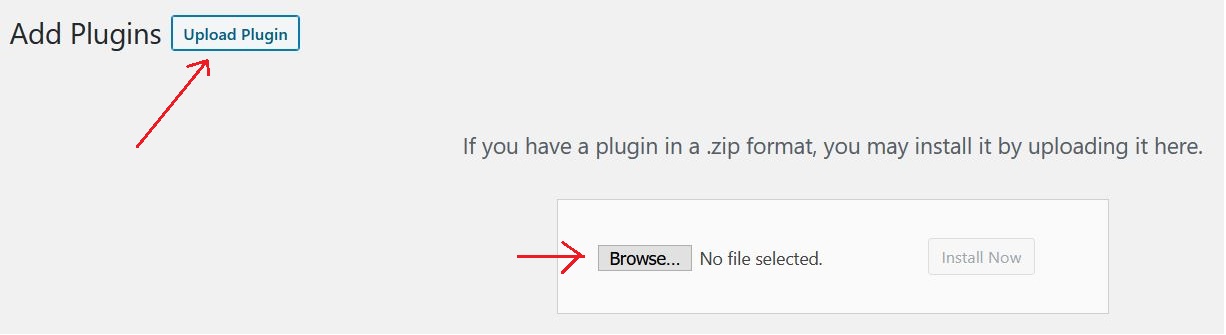 Add Plugins Upload Plugin
If you have a plugin in a .zip format, you may install it by uploading it here.
Browse... No file selected. Install Now